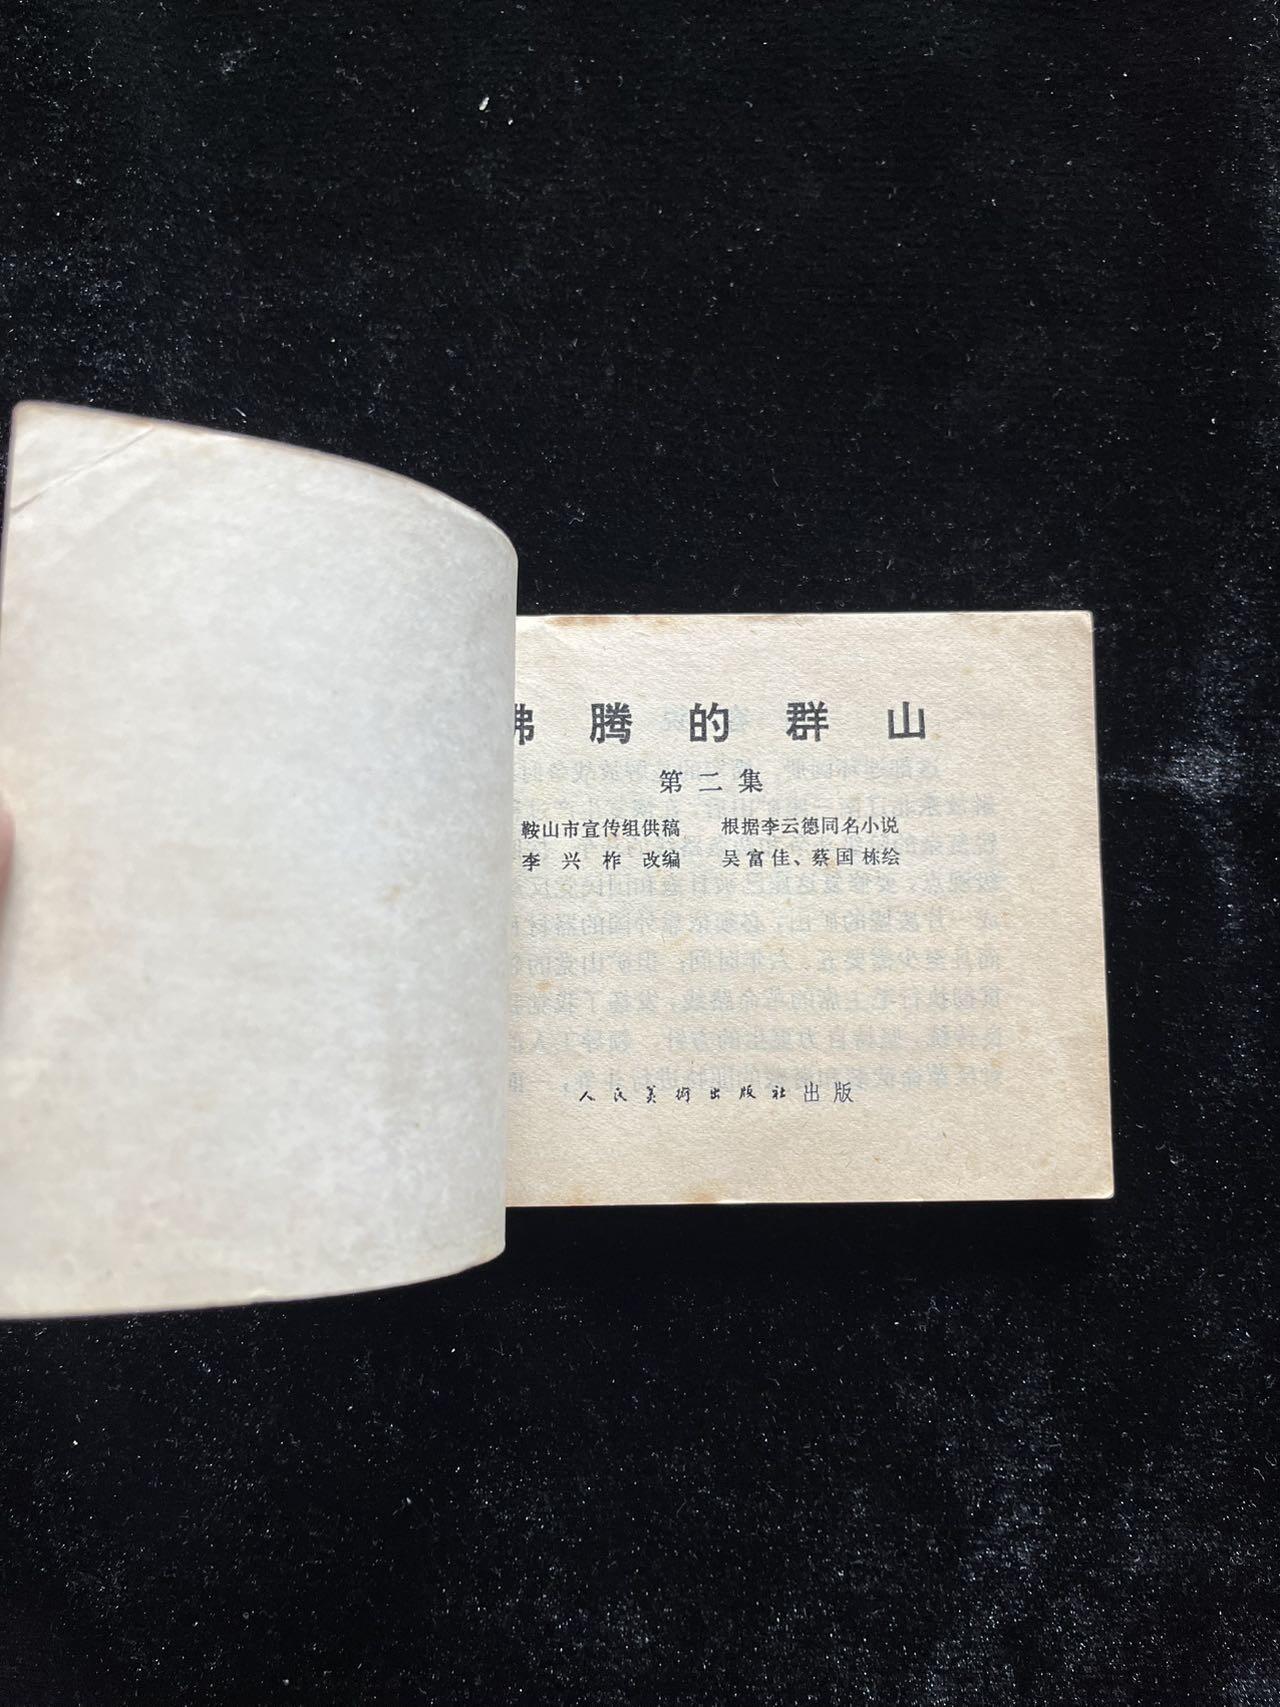 沸腾的群山
第二集
鞍山市宣传组供稿 根据李云德同名小说
李兴柞 改编 吴富佳、蔡国栋绘
人民美術出版社出版